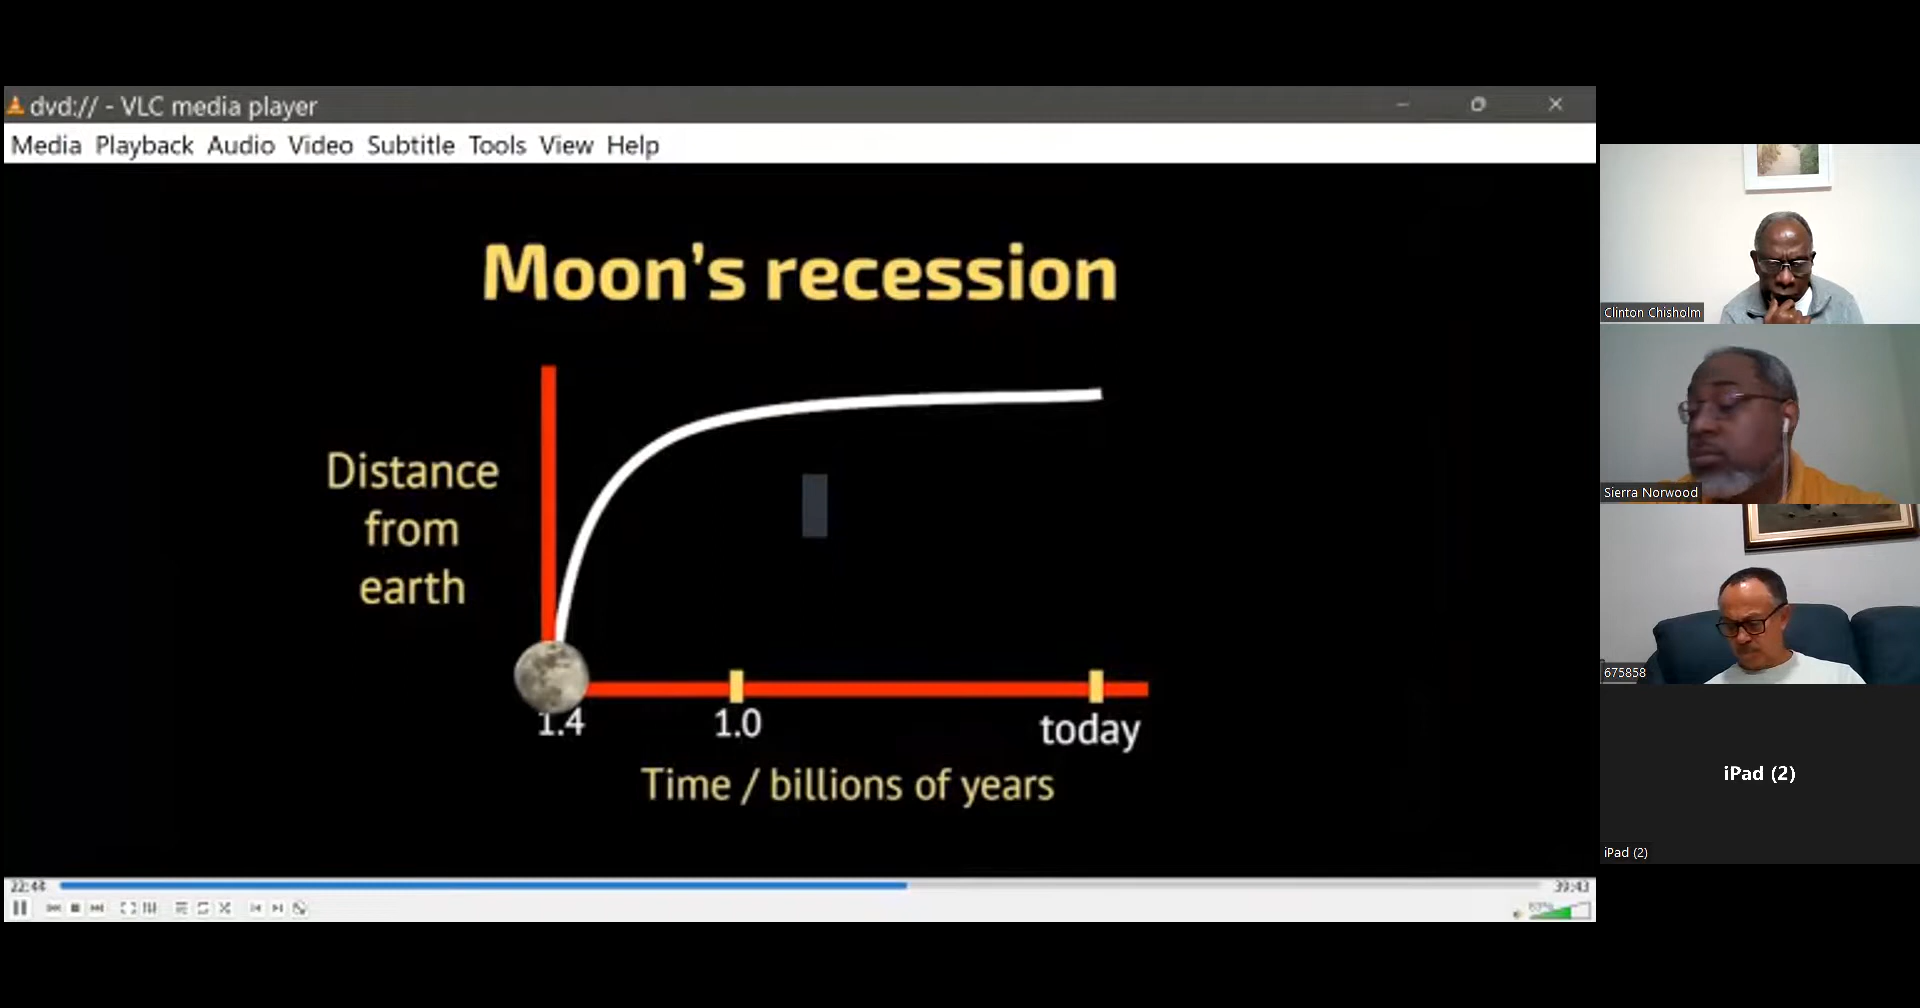 dvd:// - VLC media player
Media Playback Audio Video Subtitle Tools View Help
Moon's recession
Distance
from
earth
1.4
1.0
today
Time / billions of years
22:44
39:43
83%
Clinton Chisholm
Sierra Norwood
675858
iPad (2)
iPad (2)